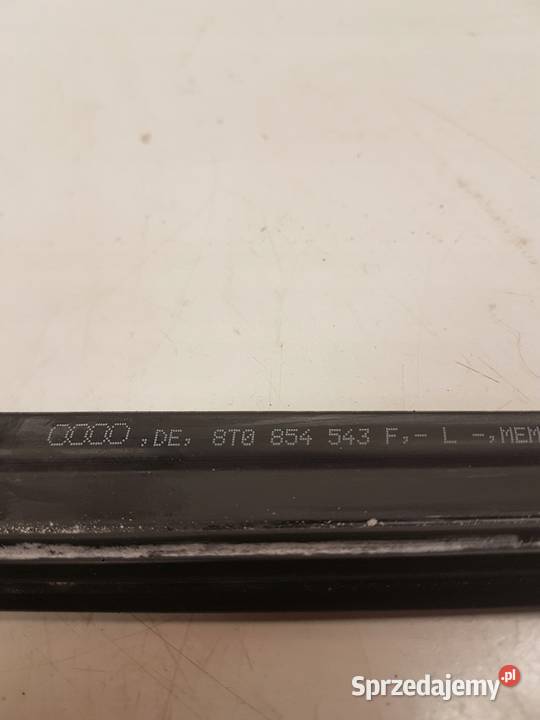 ,DE, 8T0 854 543 F,- L -,MEM
Sprzedajemy.pl